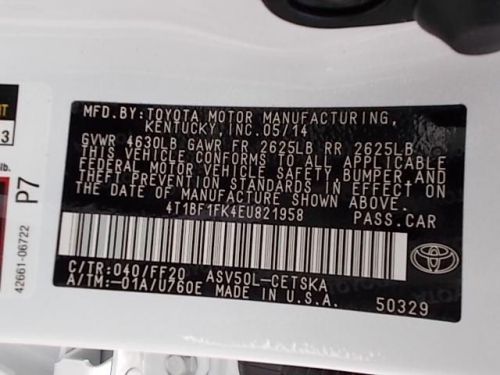 MFD.BY:TOYOTA MOTOR MANUFACTURING,
KENTUCKY, INC.05/14
GVWR 4630LB GAWR FR 2625LB RR 2625LB
THIS VEHICLE CONFORMS TO ALL APPLICABLE
FEDERAL MOTOR VEHICLE SAFETY, BUMPER, AND
THEFT PREVENTION STANDARDS IN EFFECT ON
THE DATE OF MANUFACTURE SHOWN ABOVE.
4T1BF1FK4EU821958 PASS.CAR
C/TR:040/FF20 ASV50L-CETSKA
A/TM:-01A/U760E MADE IN U.S.A.
50329
3
lb.
P7
42661-06722